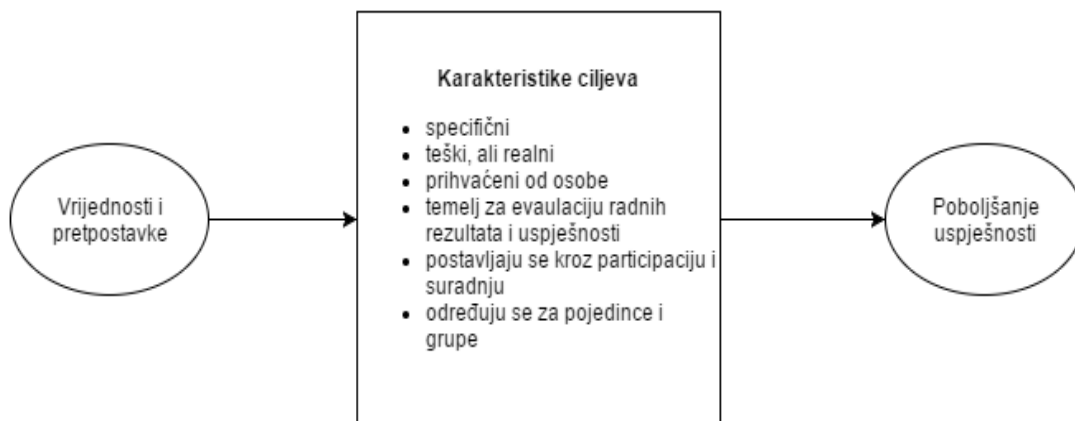 Vrijednosti i
pretpostavke
Karakteristike ciljeva
specifični
teški, ali realni
prihvaćeni od osobe
temelj za evaulaciju radnih
rezultata i uspješnosti
postavljaju se kroz participaciju i
suradnju
određuju se za pojedince i
grupe
Poboljšanje
uspješnosti